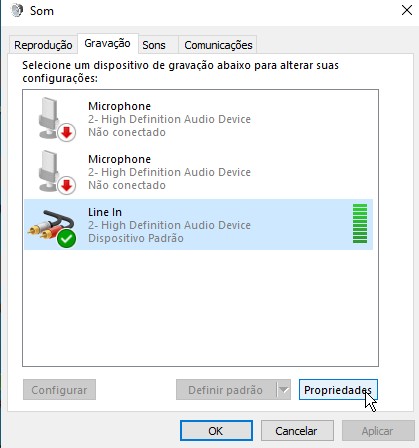 Som
Reprodução Gravação Sons Comunicações
Selecione um dispositivo de gravação abaixo para alterar suas
configurações:
Microphone
2- High Definition Audio Device
Não conectado
Microphone
2- High Definition Audio Device
Não conectado
Line In
2- High Definition Audio Device
Dispositivo Padrão
Configurar Definir padrão Propriedades
OK Cancelar Aplicar